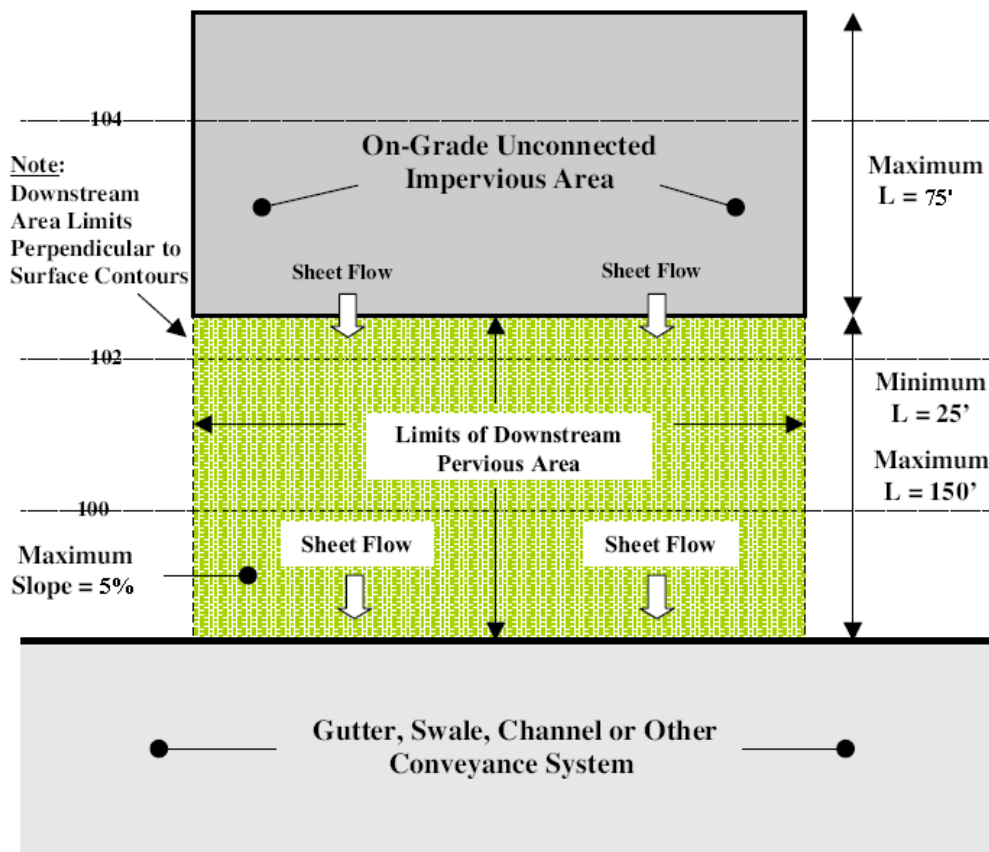 104
On-Grade Unconnected
Impervious Area
Maximum
L = 75'
Note:
Downstream
Area Limits
Perpendicular to
Surface Contours
Sheet Flow
Sheet Flow
102
Minimum
L = 25’
Limits of Downstream
Pervious Area
Maximum
L = 150’
100
Sheet Flow
Sheet Flow
Maximum
Slope = 5%
Gutter, Swale, Channel or Other
Conveyance System